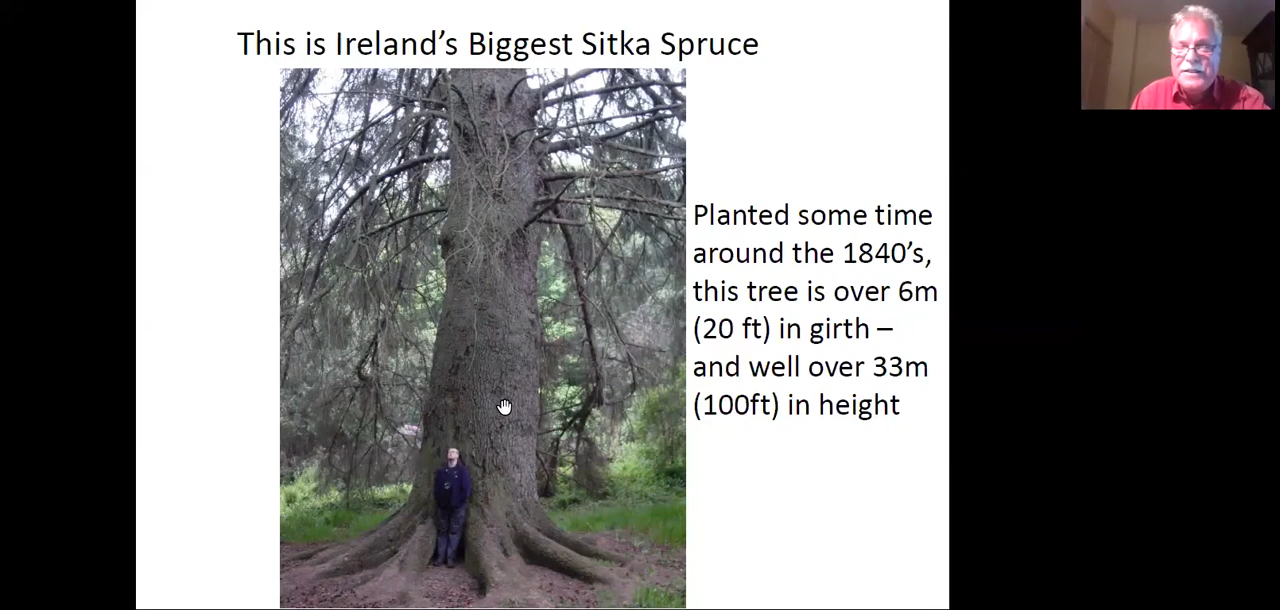 This is Ireland’s Biggest Sitka Spruce
Planted some time
around the 1840’s,
this tree is over 6m
(20 ft) in girth –
and well over 33m
(100ft) in height